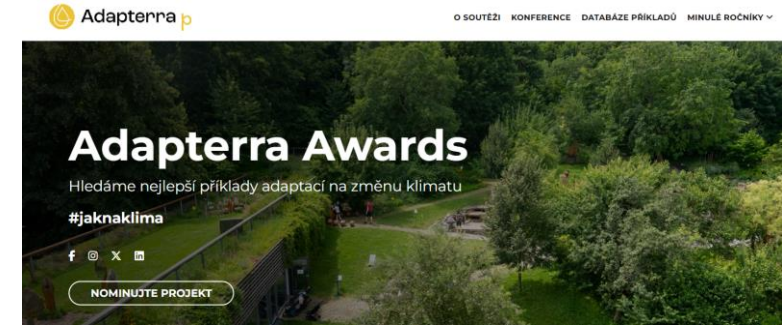 Adapterra p
O SOUTĚŽI KONFERENCE DATABÁZE PŘÍKLADŮ MINULÉ ROČNÍKY
Adapterra Awards
Hledáme nejlepší příklady adaptací na změnu klimatu
#jaknaklima
NOMINUJTE PROJEKT